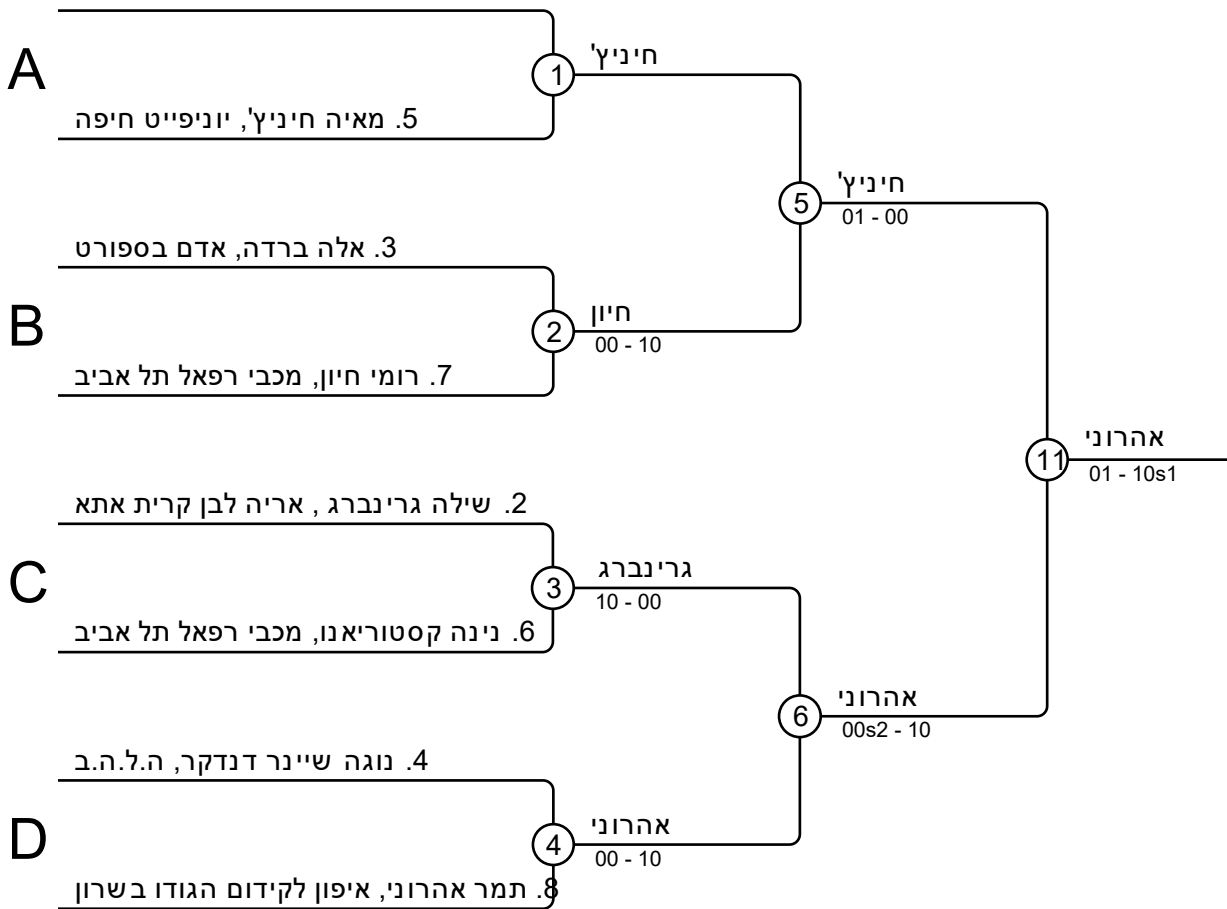 A
1
חיניץ'
5. מאיה חיניץ', יוניפייט חיפה
5
חיניץ'
01 - 00
3. אלה ברדה, אדם בספורט
B
2
חיון
00 - 10
7. רומי חיון, מכבי רפאל תל אביב
11
אהרוני
01 - 10s1
2. שילה גרינברג , אריה לבן קרית אתא
C
3
גרינברג
10 - 00
6. נינה קסטוריאנו, מכבי רפאל תל אביב
6
אהרוני
00s2 - 10
4. נוגה שיינר דנדקר, ה.ל.ה.ב
D
4
אהרוני
00 - 10
8. תמר אהרוני, איפון לקידום הגודו בשרון